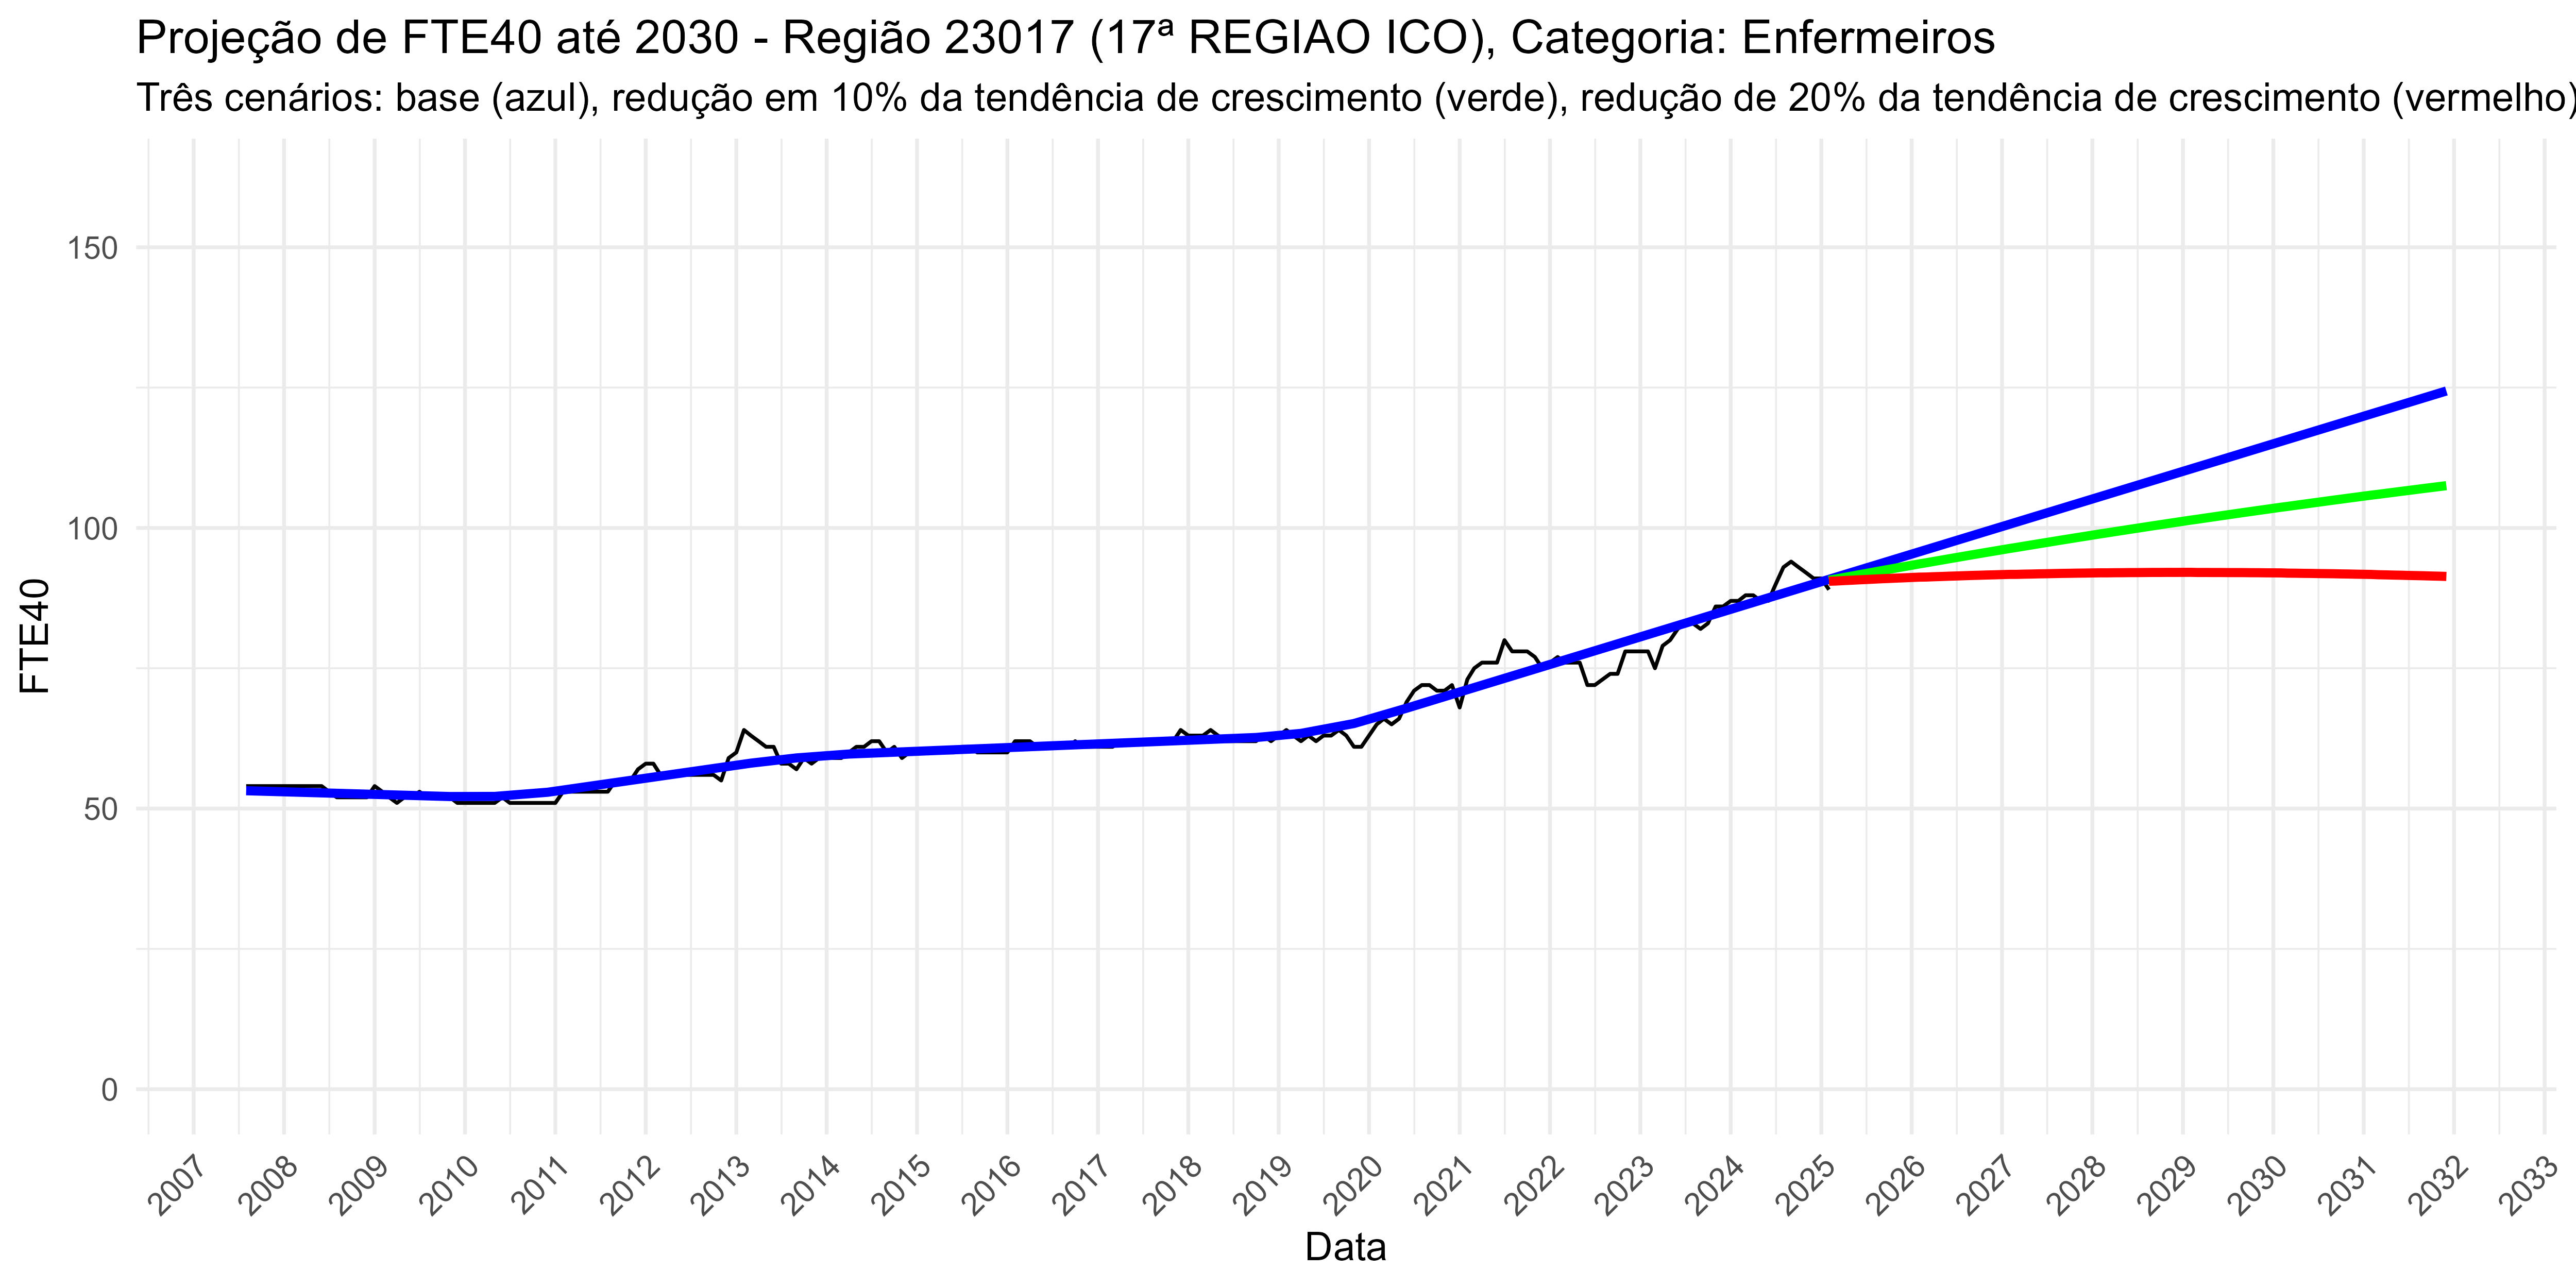 Projeção de FTE40 até 2030 - Região 23017 (17ª REGIAO ICO), Categoria: Enfermeiros
Três cenários: base (azul), redução em 10% da tendência de crescimento (verde), redução de 20% da tendência de crescimento (vermelho)
150
100
50
0
FTE40
2007 2008 2009 2010 2011 2012 2013 2014 2015 2016 2017 2018 2019 2020 2021 2022 2023 2024 2025 2026 2027 2028 2029 2030 2031 2032 2033
Data